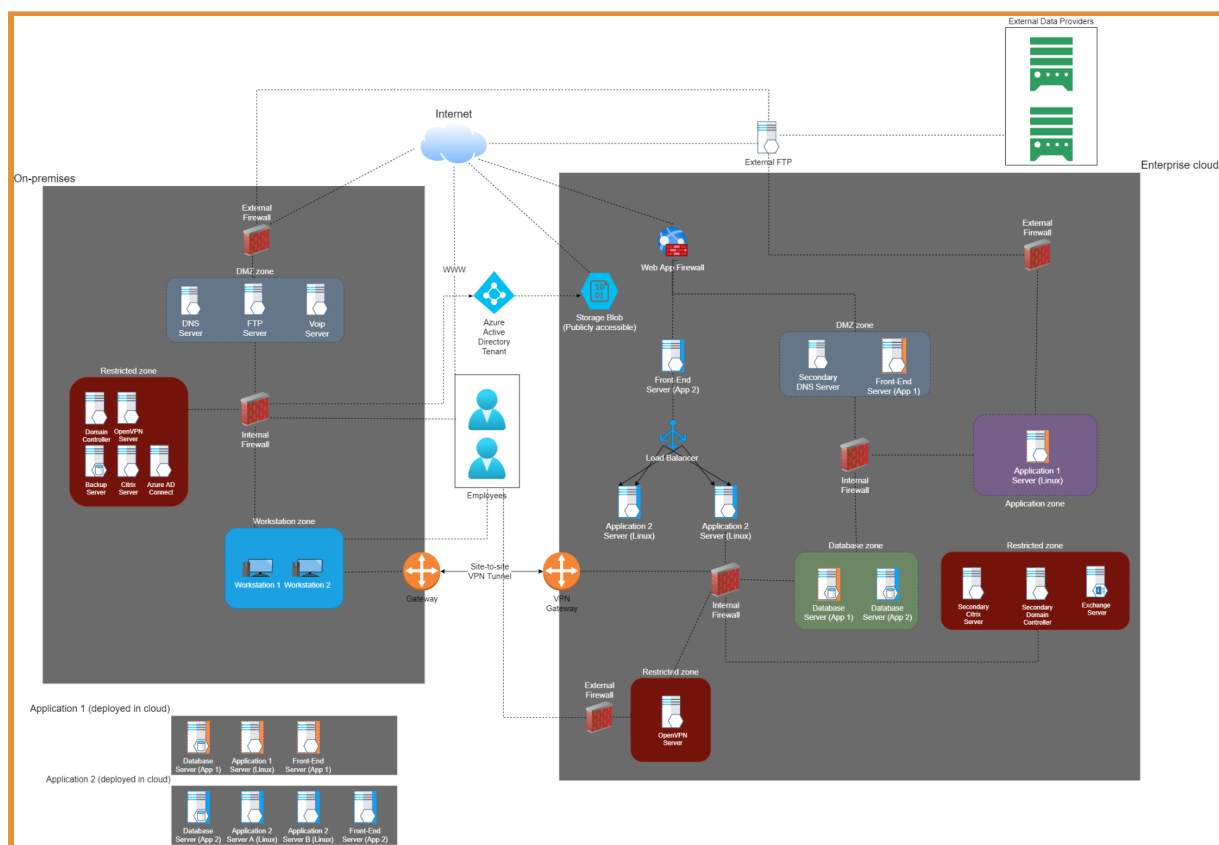 External Data Providers
Internet
External FTP
Enterprise cloud
On-premises
External
Firewall
DMZ zone
DNS
Server
FTP
Server
Voip
Server
WWW
Azure
Active
Directory
Tenant
Storage Blob
(Publicly accessible)
10
01
Web App Firewall
External
Firewall
DMZ zone
Secondary
DNS Server
Front-End
Server (App 1)
Front-End
Server (App 2)
Restricted zone
Domain
Controller
OpenVPN
Server
Backup
Server
Citrix
Server
Azure AD
Connect
Internal
Firewall
Employees
Load Balancer
Application 2
Server (Linux)
Application 2
Server (Linux)
Internal
Firewall
Application 1
Server (Linux)
Application zone
Workstation zone
Workstation 1
Workstation 2
Gateway
Site-to-site
VPN Tunnel
VPN
Gateway
Internal
Firewall
Database zone
Database
Server (App 1)
Database
Server (App 2)
Restricted zone
Secondary
Citrix
Server
Secondary
Domain
Controller
Exchange
Server
External
Firewall
Restricted zone
OpenVPN
Server
Application 1 (deployed in cloud)
Database
Server (App 1)
Application 1
Server (Linux)
Front-End
Server (App 1)
Application 2 (deployed in cloud)
Database
Server (App 2)
Application 2
Server A (Linux)
Application 2
Server B (Linux)
Front-End
Server (App 2)